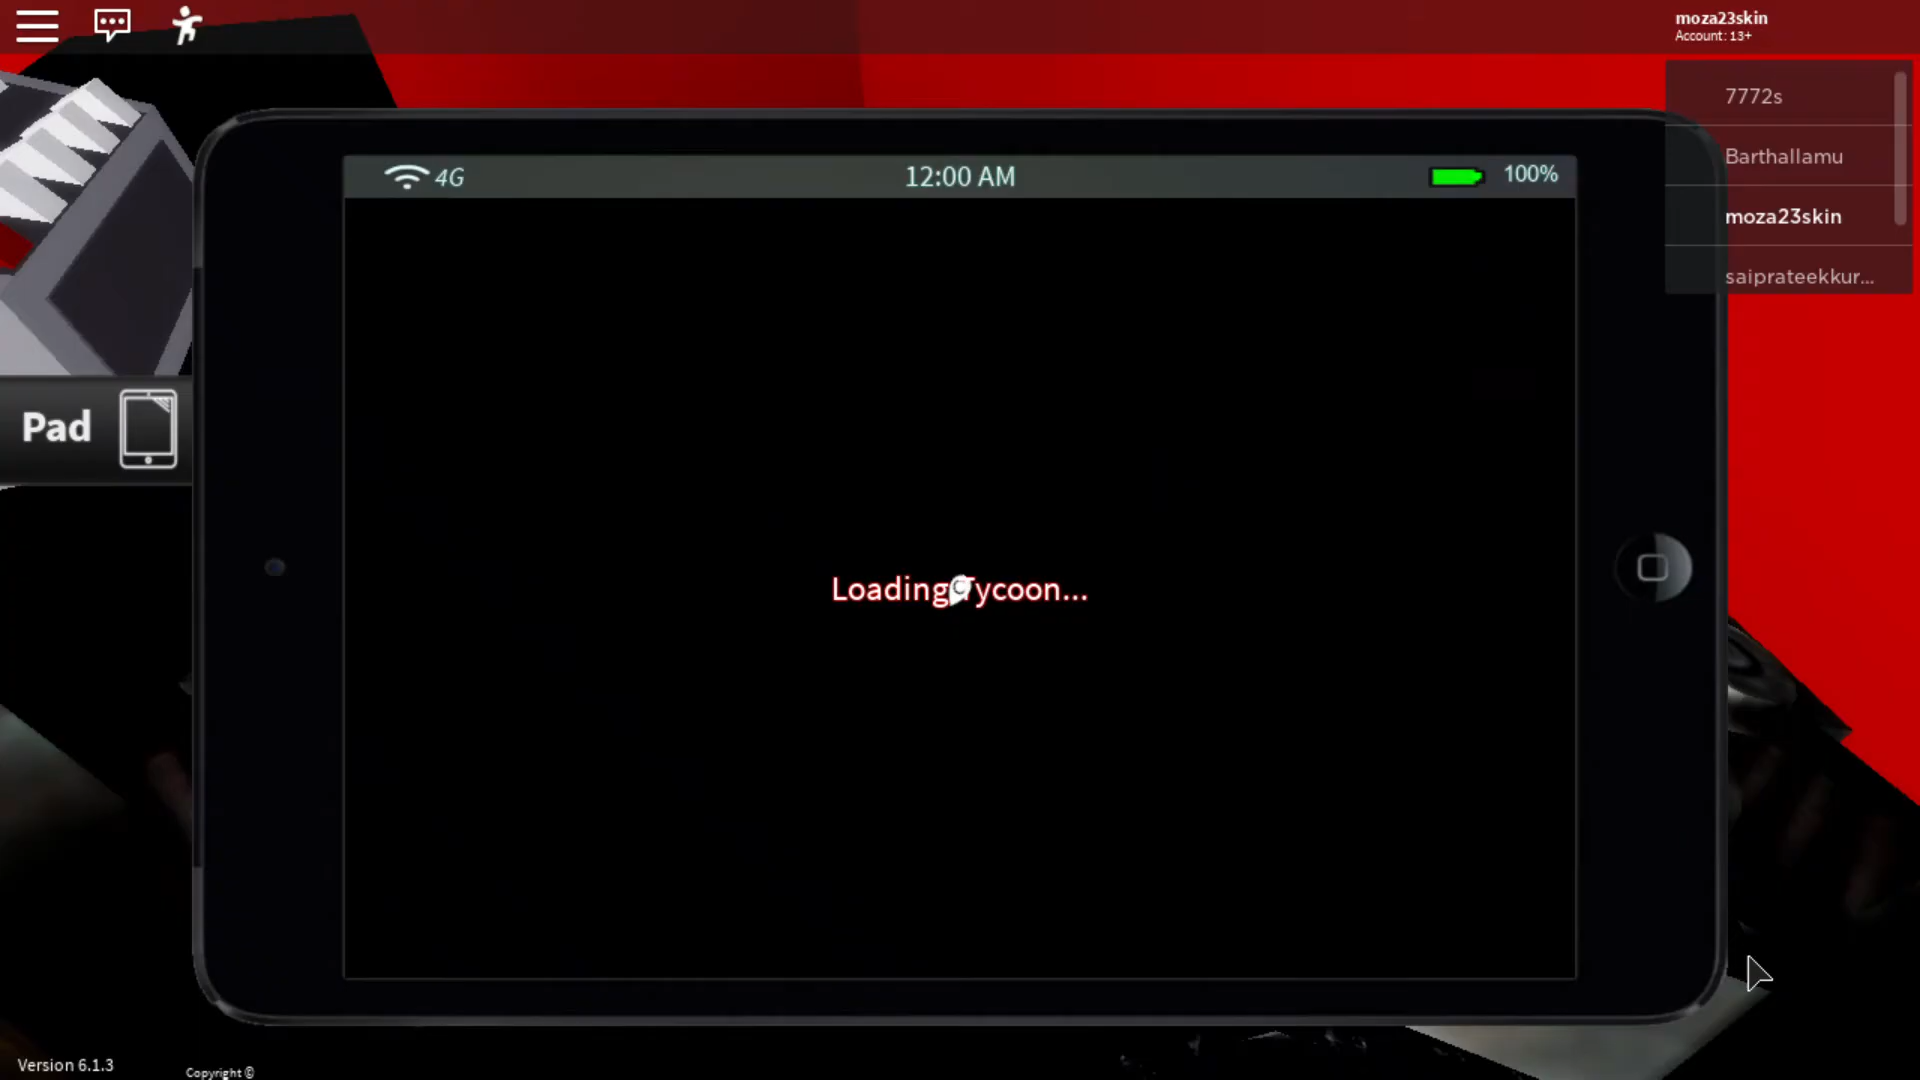 moza23skin
Account: 13+
7772s
Barthallamu
moza23skin
saiprateekkur...
4G
12:00 AM
100%
Pad
Loading Tycoon...
Version 6.1.3
Copyright ©